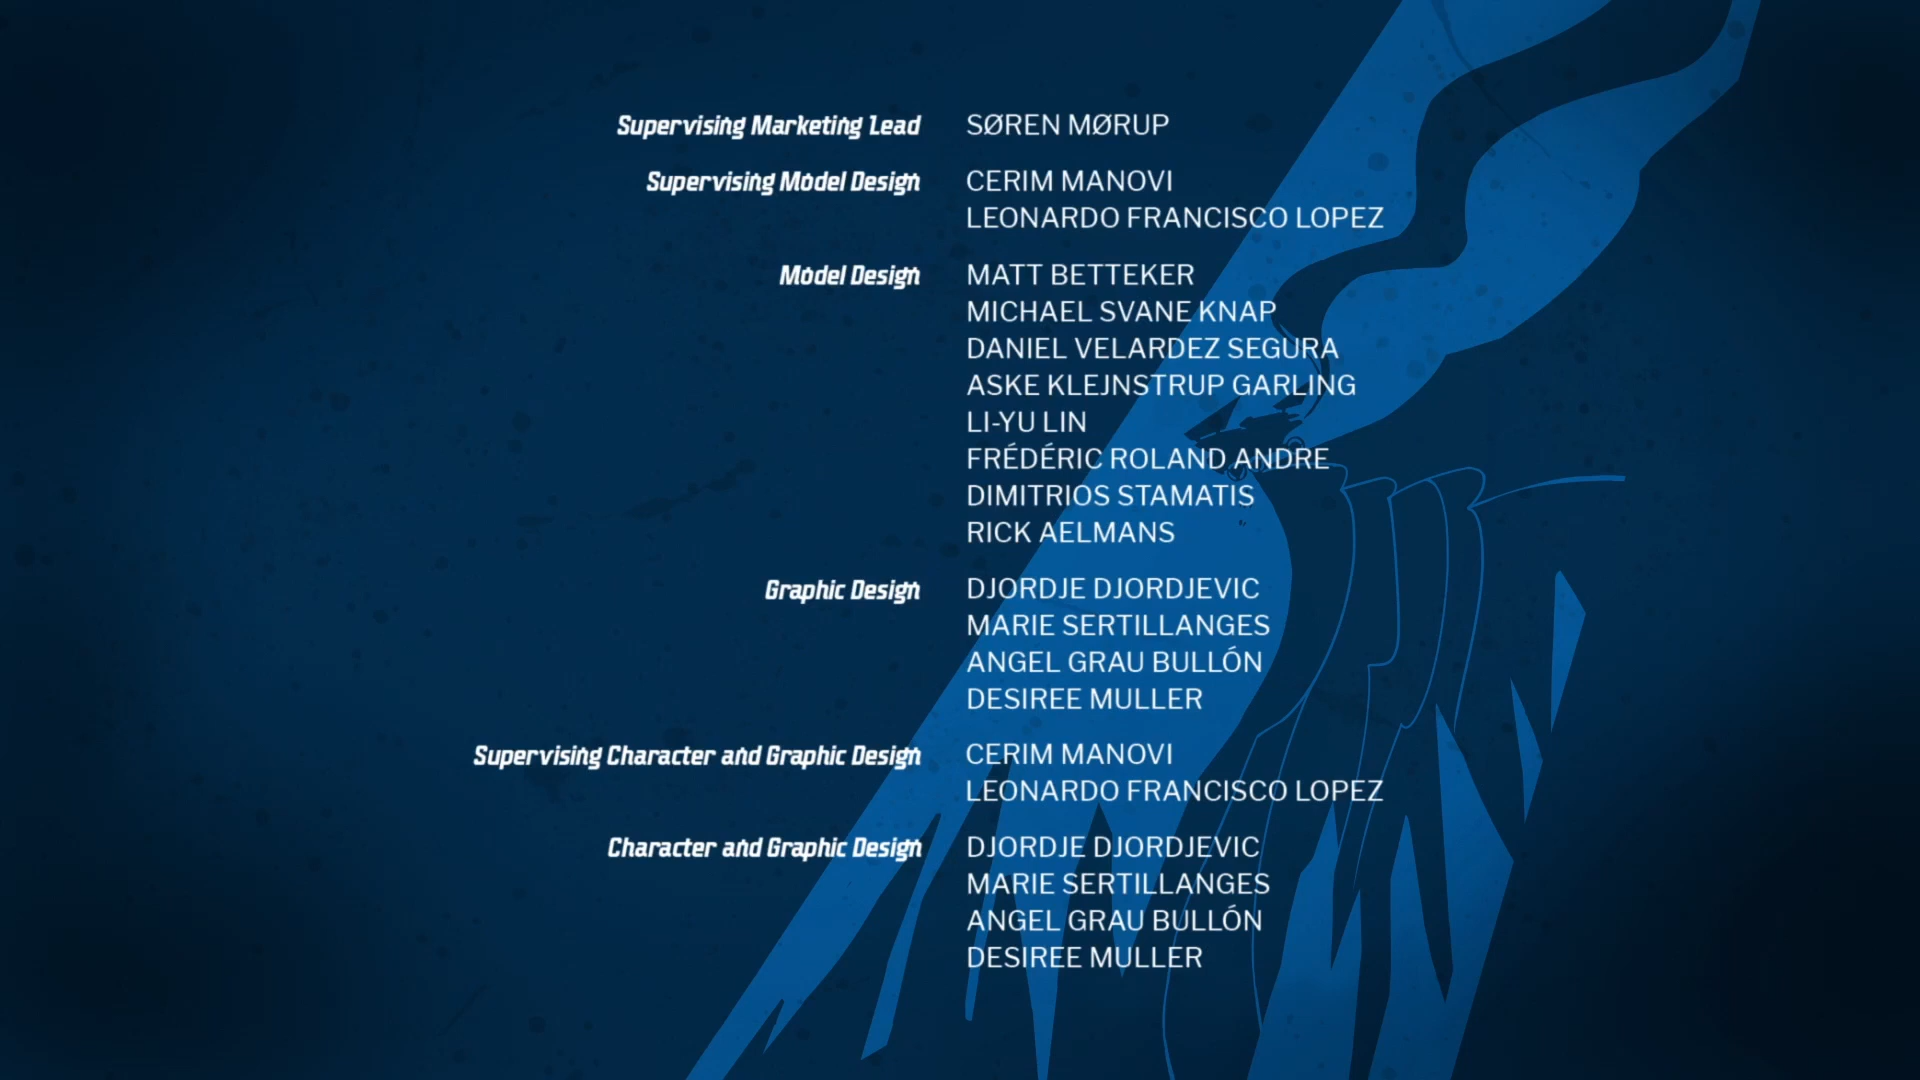 Supervising Marketing Lead SØREN MØRUP
Supervising Model Design CERIM MANOVI
LEONARDO FRANCISCO LOPEZ
Model Design MATT BETTEKER
MICHAEL SVANE KNAP
DANIEL VELARDEZ SEGURA
ASKE KLEJNSTRUP GARLING
LI-YU LIN
FRÉDÉRIC ROLAND ANDRE
DIMITRIOS STAMATIS
RICK AELMANS
Graphic Design DJORDJE DJORDJEVIC
MARIE SERTILLANGES
ANGEL GRAU BULLÓN
DESIREE MULLER
Supervising Character and Graphic Design CERIM MANOVI
LEONARDO FRANCISCO LOPEZ
Character and Graphic Design DJORDJE DJORDJEVIC
MARIE SERTILLANGES
ANGEL GRAU BULLÓN
DESIREE MULLER